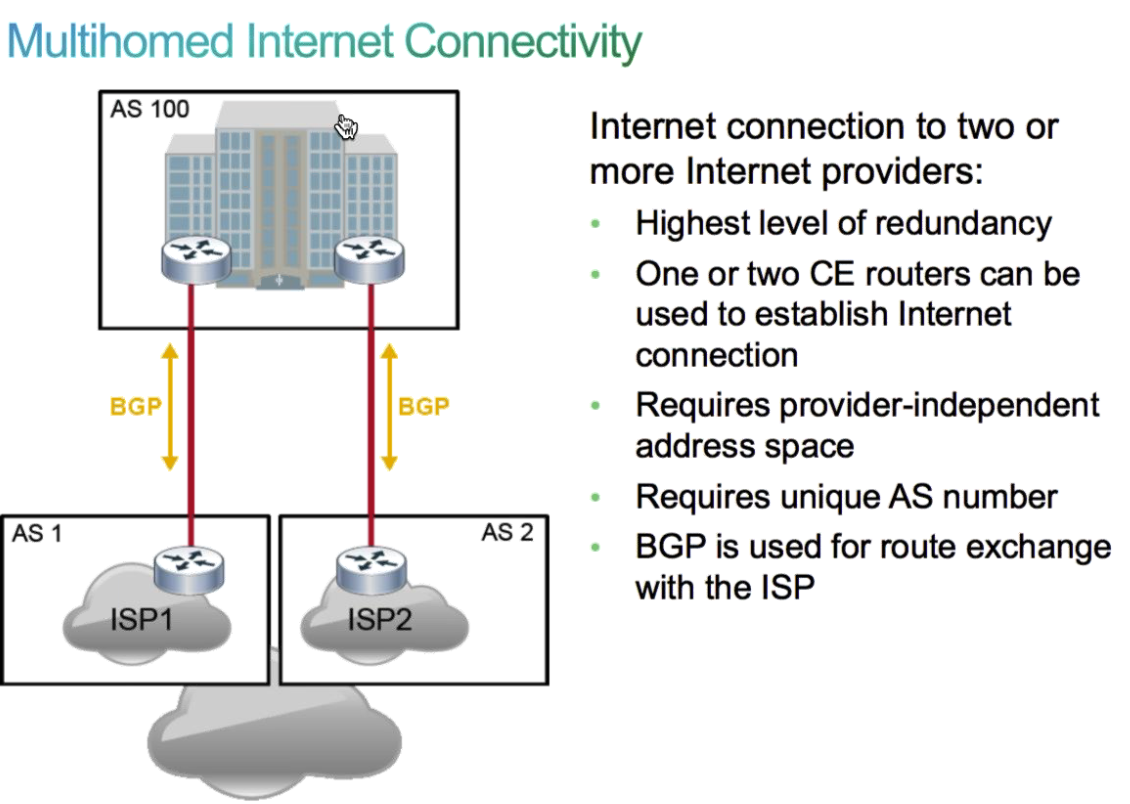 Multihomed Internet Connectivity
AS 100
BGP
BGP
AS 1
AS 2
ISP1
ISP2
Internet connection to two or
more Internet providers:
• Highest level of redundancy
• One or two CE routers can be
used to establish Internet
connection
• Requires provider-independent
address space
• Requires unique AS number
• BGP is used for route exchange
with the ISP